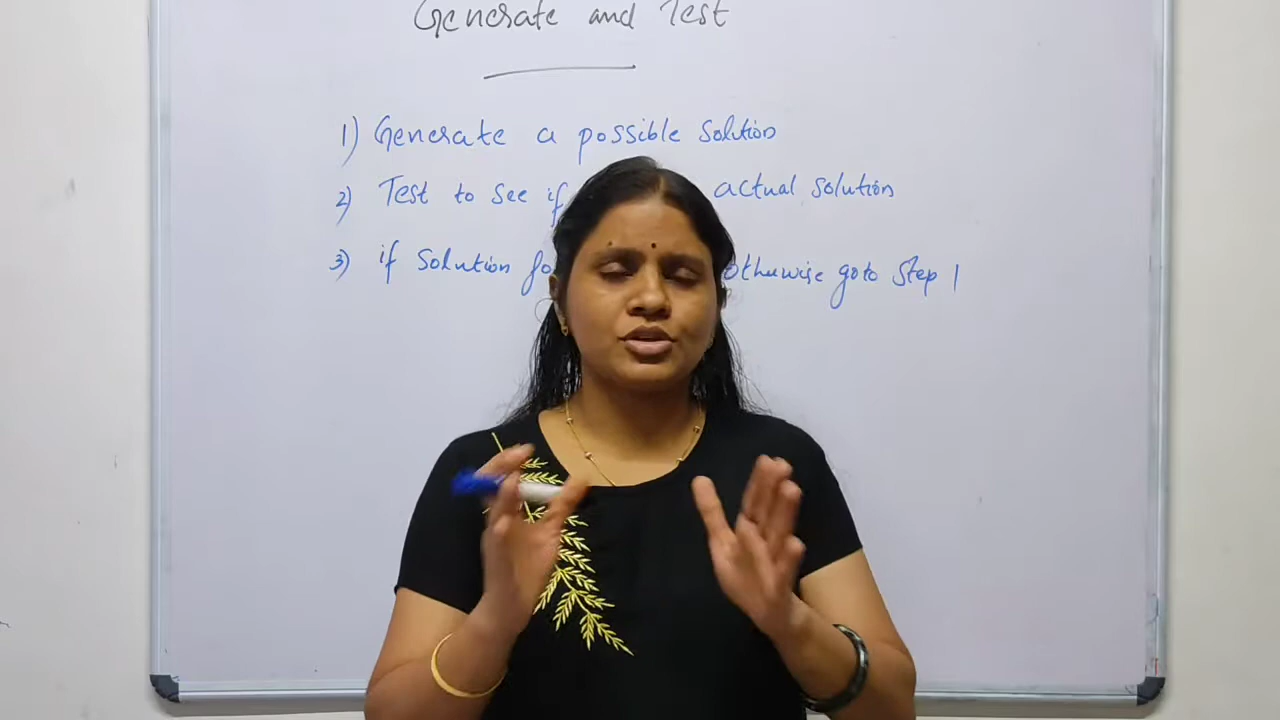 Generate and Test
1) Generate a possible solution
2) Test to see if actual solution
3) if solution otherwise goto step 1